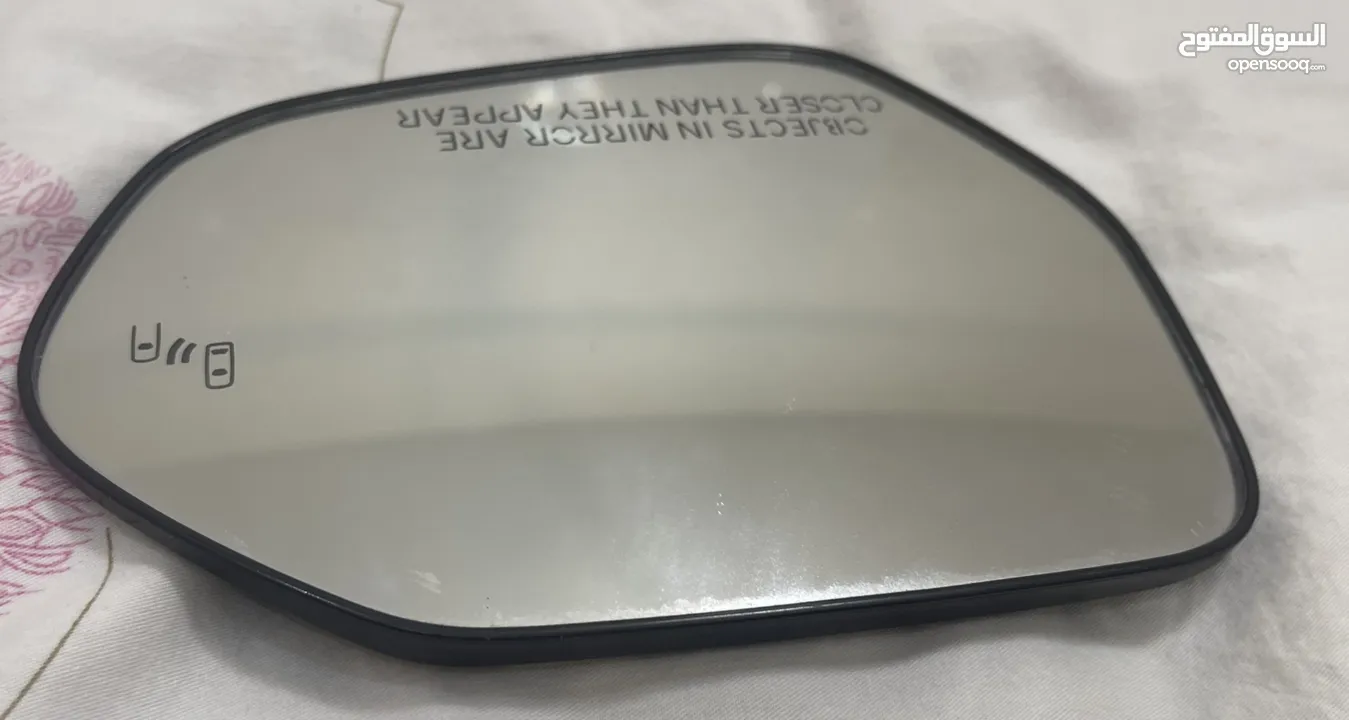 السوق المفتوح
opensooq.com
OBJECTS IN MIRROR ARE
CLOSER THAN THEY APPEAR